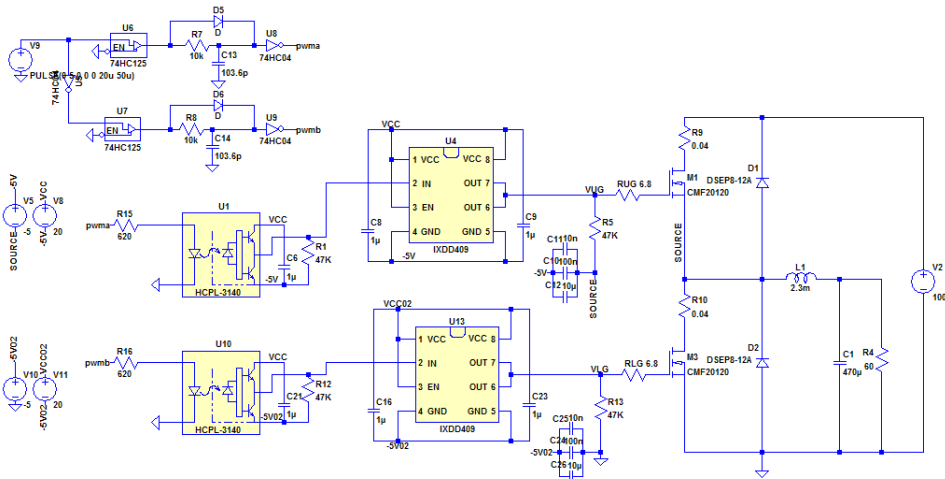 D5
D
U6
R7
10k
EN
74HC125
C13
103.6p
U8
74HC04
pwma
V9
PULSE(0 5 0 0 0 20u 50u)
74HC04
U5
D6
D
U7
R8
10k
EN
74HC125
C14
103.6p
U9
74HC04
pwmb
-5V
VCC
V5
-5
SOURCE
V8
20
-5V
pwma
R15
620
U1
HCPL-3140
VCC
C6
1µ
-5V
R1
47K
VCC
C8
1µ
-5V
U4
1 VCC
VCC 8
2 IN
OUT 7
3 EN
OUT 6
4 GND
GND 5
IXDD409
C9
1µ
VUG
RUG 6.8
R5
47K
C11
10n
C10
100n
C12
10µ
-5V
SOURCE
R9
0.04
M1
CMF20120
SOURCE
D1
DSEP8-12A
L1
2.3m
V2
100
-5V02
VCC02
V10
-5
V11
20
-5V02
pwmb
R16
620
U10
HCPL-3140
VCC
C21
1µ
-5V02
R12
47K
VCC02
C16
1µ
-5V02
U13
1 VCC
VCC 8
2 IN
OUT 7
3 EN
OUT 6
4 GND
GND 5
IXDD409
C23
1µ
VLG
RLG 6.8
R13
47K
C25
10n
C24
100n
C26
10µ
-5V02
R10
0.04
M3
CMF20120
D2
DSEP8-12A
C1
470µ
R4
60